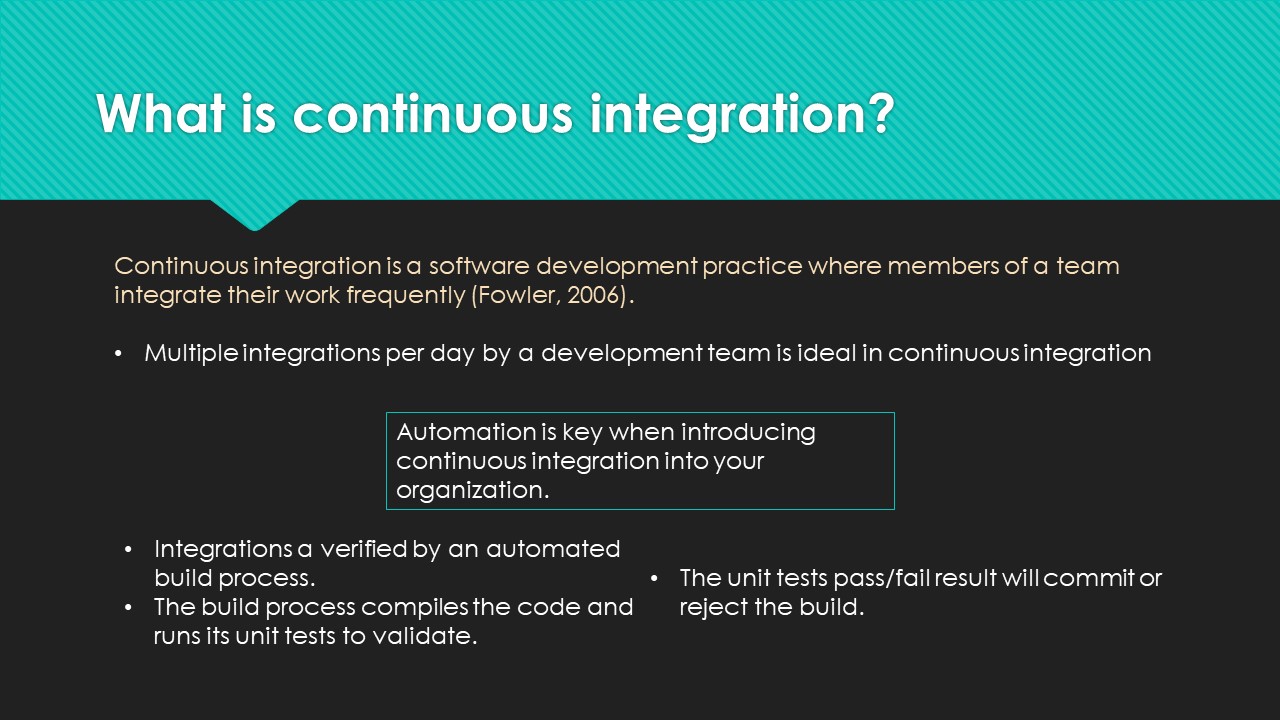 What is continuous integration?
Continuous integration is a software development practice where members of a team
integrate their work frequently (Fowler, 2006).
• Multiple integrations per day by a development team is ideal in continuous integration
Automation is key when introducing
continuous integration into your
organization.
• Integrations a verified by an automated
build process.
• The build process compiles the code and
runs its unit tests to validate.
• The unit tests pass/fail result will commit or
reject the build.